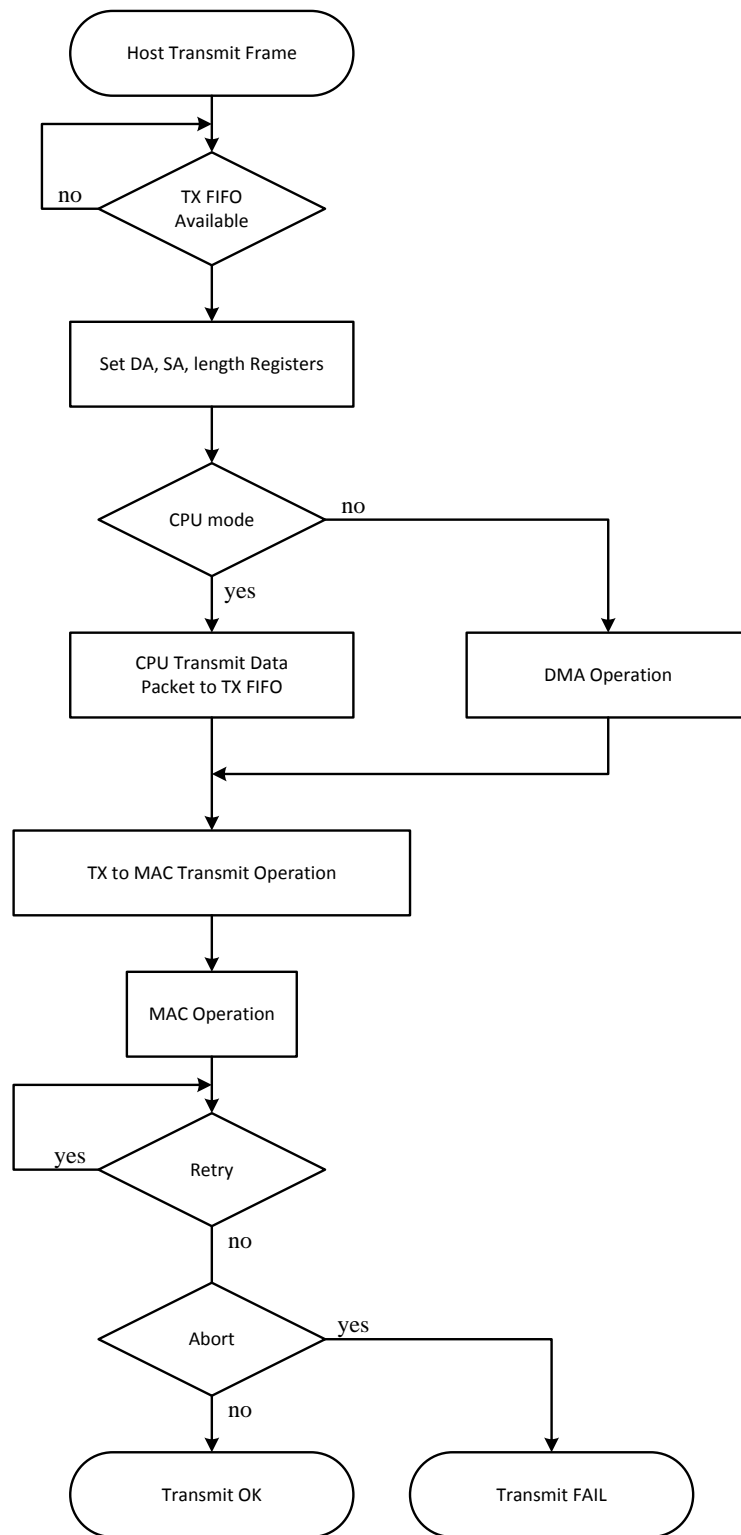 Host Transmit Frame
TX FIFO
Available
no
Set DA, SA, length Registers
CPU mode
no
yes
CPU Transmit Data
Packet to TX FIFO
DMA Operation
TX to MAC Transmit Operation
MAC Operation
Retry
yes
no
Abort
yes
no
Transmit OK
Transmit FAIL